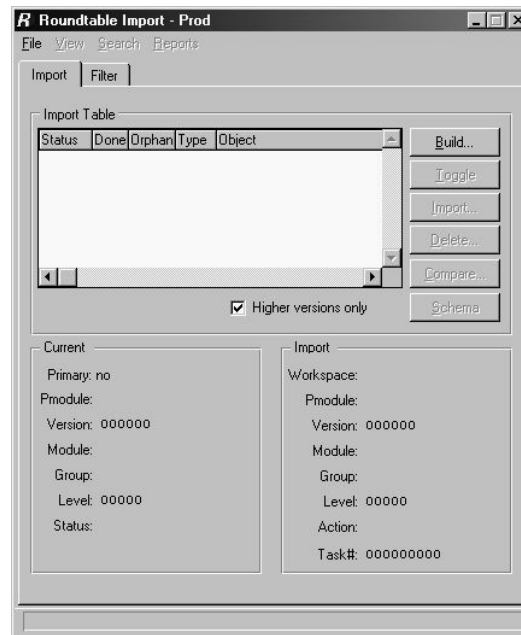 R Roundtable Import - Prod
File View Search Reports
Import Filter
Import Table
Status Done Orphan Type Object
Build...
Toggle
Import...
Delete...
Compare...
Schema
Higher versions only
Current
Primary: no
Pmodule:
Version: 000000
Module:
Group:
Level: 00000
Status:
Import
Workspace:
Pmodule:
Version: 000000
Module:
Group:
Level: 00000
Action:
Task#: 000000000